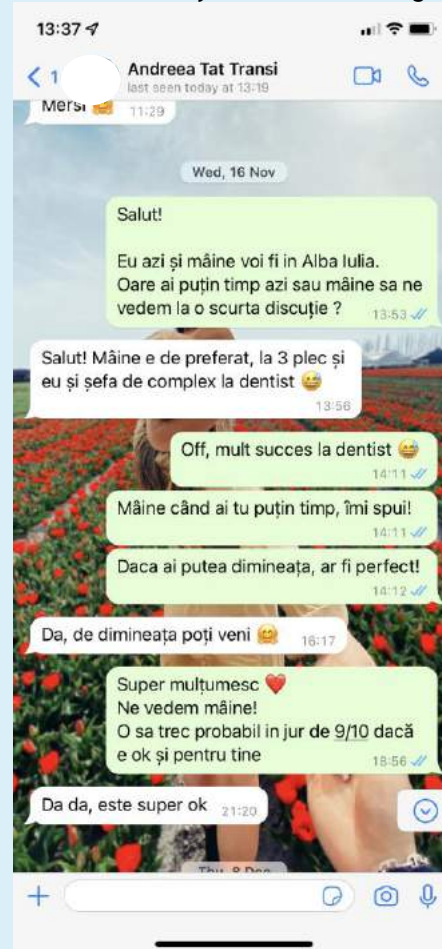 13:37
1
Andreea Tat Transi
last seen today at 13:19
Mersi 🤗 11:29
Wed, 16 Nov
Salut!
Eu azi și mâine voi fi in Alba Iulia.
Oare ai puțin timp azi sau mâine sa ne
vedem la o scurta discuție ? 13:53
Salut! Mâine e de preferat, la 3 plec și
eu și șefa de complex la dentist 😅
13:56
Off, mult succes la dentist 😅
14:11
Mâine când ai tu puțin timp, îmi spui!
14:11
Daca ai putea dimineața, ar fi perfect!
14:12
Da, de dimineața poți veni 🤗 16:17
Super mulțumesc ❤️
Ne vedem mâine!
O sa trec probabil in jur de 9/10 dacă
e ok și pentru tine 18:56
Da da, este super ok 21:20
Thu, 8 Dec